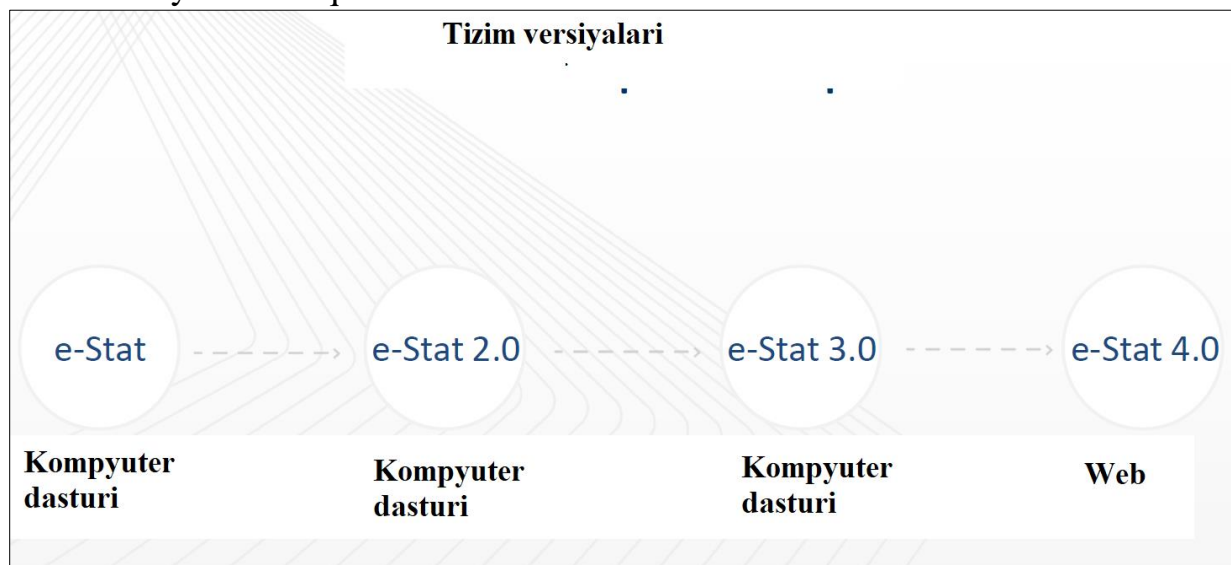 Tizim versiyalari
e-Stat
e-Stat 2.0
e-Stat 3.0
e-Stat 4.0
Kompyuter
dasturi
Kompyuter
dasturi
Kompyuter
dasturi
Web